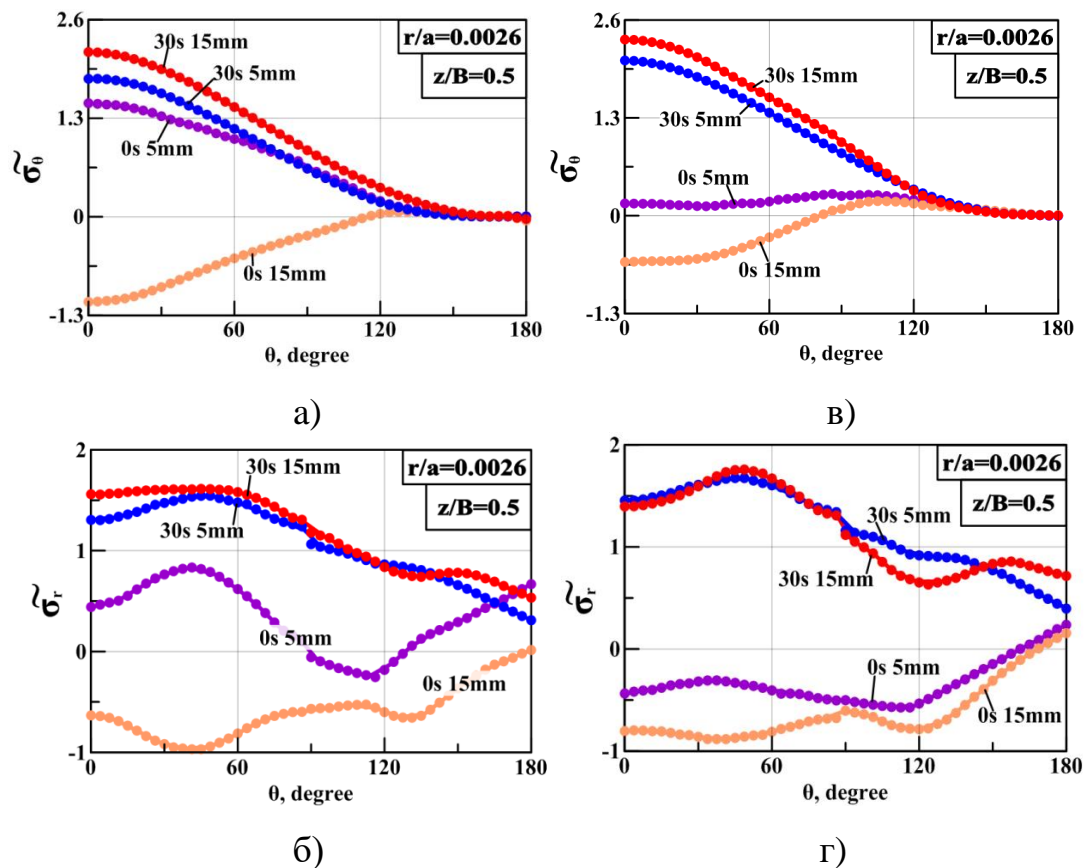 2.6
1.3
0
-1.3
σ̃θ
r/a=0.0026
z/B=0.5
30s 15mm
30s 5mm
0s 5mm
0s 15mm
0 60 120 180
θ, degree
а)
2.6
1.3
0
-1.3
σ̃θ
r/a=0.0026
z/B=0.5
30s 15mm
30s 5mm
0s 5mm
0s 15mm
0 60 120 180
θ, degree
в)
2
1
0
-1
σ̃r
r/a=0.0026
z/B=0.5
30s 15mm
30s 5mm
0s 5mm
0s 15mm
0 60 120 180
θ, degree
б)
2
1
0
-1
σ̃r
r/a=0.0026
z/B=0.5
30s 5mm
30s 15mm
0s 5mm
0s 15mm
0 60 120 180
θ, degree
г)